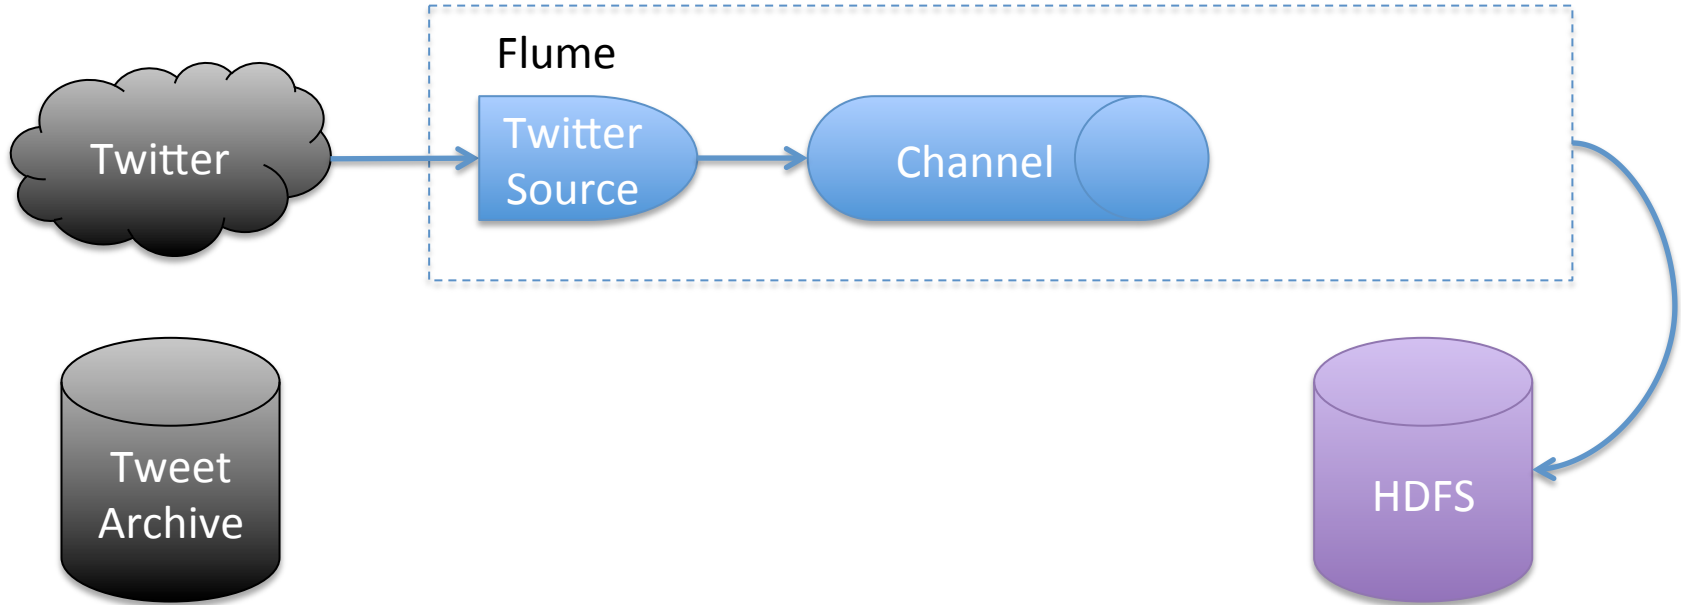 Flume
Twitter
Twitter
Source
Channel
Tweet
Archive
HDFS